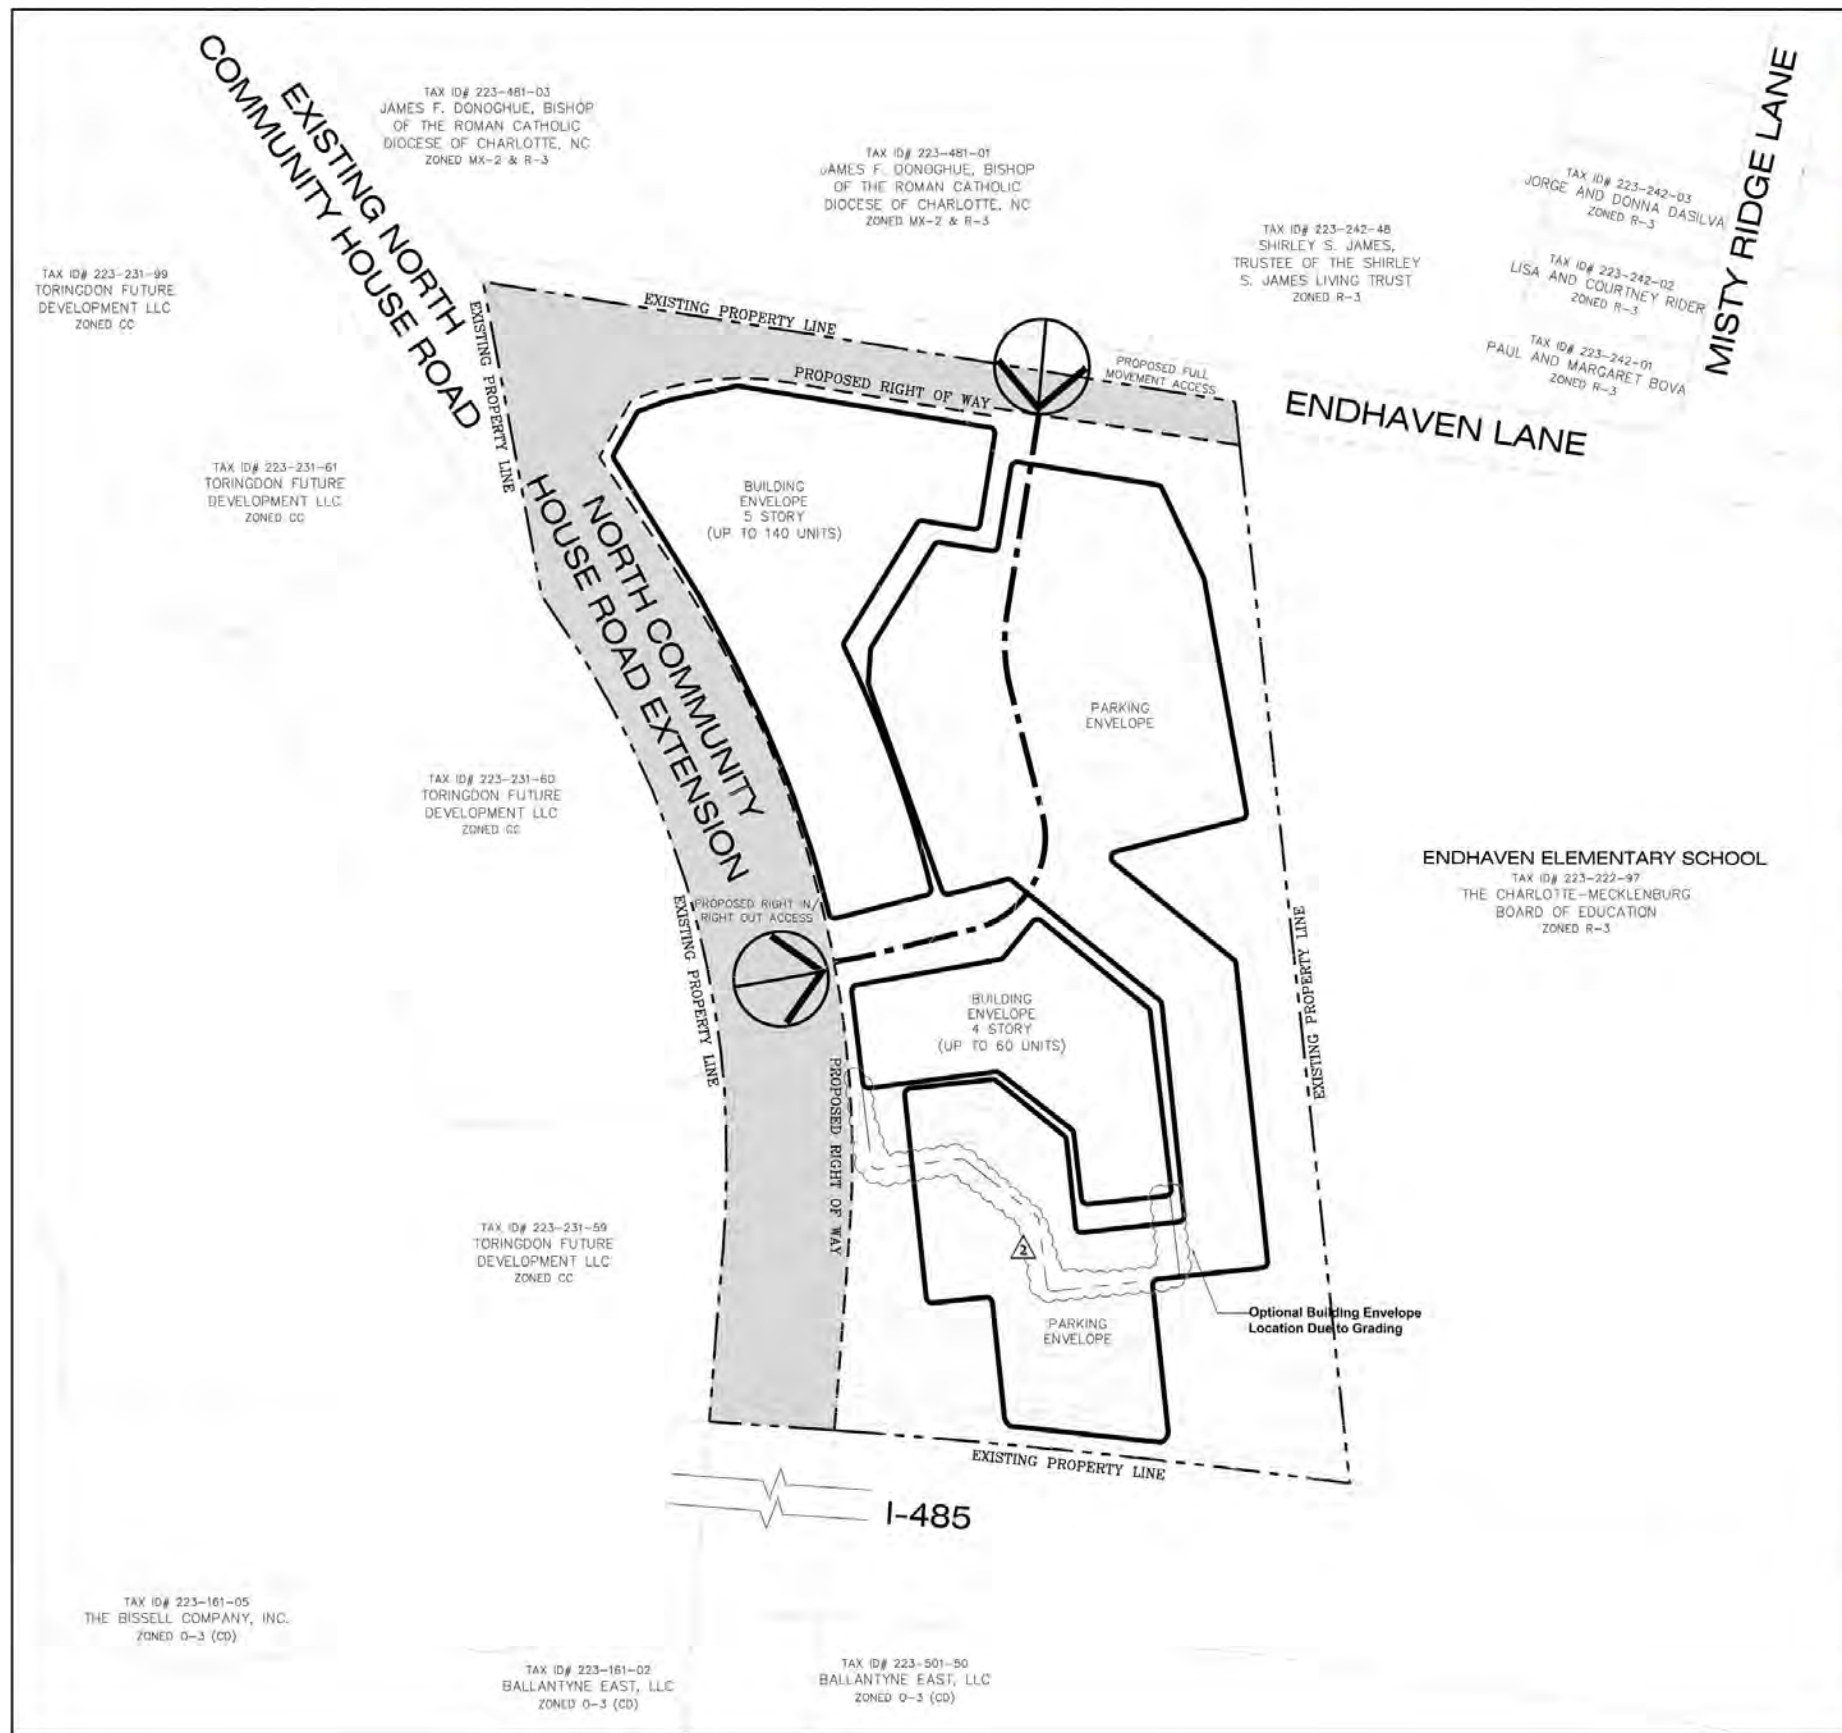 EXISTING NORTH
COMMUNITY HOUSE ROAD
TAX ID# 223-481-03
JAMES F. DONOGHUE, BISHOP
OF THE ROMAN CATHOLIC
DIOCESE OF CHARLOTTE, NC
ZONED MX-2 & R-3
TAX ID# 223-481-01
JAMES F. DONOGHUE, BISHOP
OF THE ROMAN CATHOLIC
DIOCESE OF CHARLOTTE, NC
ZONED MX-2 & R-3
TAX ID# 223-242-48
SHIRLEY S. JAMES,
TRUSTEE OF THE SHIRLEY
S. JAMES LIVING TRUST
ZONED R-3
TAX ID# 223-242-03
JORGE AND DONNA DASILVA
ZONED R-3
TAX ID# 223-242-02
LISA AND COURTNEY RIDER
ZONED R-3
TAX ID# 223-242-01
PAUL AND MARGARET BOVA
ZONED R-3
MISTY RIDGE LANE
TAX ID# 223-231-99
TORINGDON FUTURE
DEVELOPMENT LLC
ZONED CC
EXISTING PROPERTY LINE
EXISTING PROPERTY LINE
PROPOSED RIGHT OF WAY
PROPOSED FULL
MOVEMENT ACCESS
ENDHAVEN LANE
TAX ID# 223-231-61
TORINGDON FUTURE
DEVELOPMENT LLC
ZONED CC
BUILDING
ENVELOPE
5 STORY
(UP TO 140 UNITS)
NORTH COMMUNITY
HOUSE ROAD EXTENSION
PARKING
ENVELOPE
TAX ID# 223-231-60
TORINGDON FUTURE
DEVELOPMENT LLC
ZONED CC
ENDHAVEN ELEMENTARY SCHOOL
TAX ID# 223-222-97
THE CHARLOTTE-MECKLENBURG
BOARD OF EDUCATION
ZONED R-3
PROPOSED RIGHT IN/
RIGHT OUT ACCESS
EXISTING PROPERTY LINE
EXISTING PROPERTY LINE
BUILDING
ENVELOPE
4 STORY
(UP TO 60 UNITS)
PROPOSED RIGHT OF WAY
TAX ID# 223-231-59
TORINGDON FUTURE
DEVELOPMENT LLC
ZONED CC
2
Optional Building Envelope
Location Due to Grading
PARKING
ENVELOPE
EXISTING PROPERTY LINE
I-485
TAX ID# 223-161-05
THE BISSELL COMPANY, INC.
ZONED O-3 (CD)
TAX ID# 223-161-02
BALLANTYNE EAST, LLC
ZONED O-3 (CD)
TAX ID# 223-501-50
BALLANTYNE EAST, LLC
ZONED O-3 (CD)